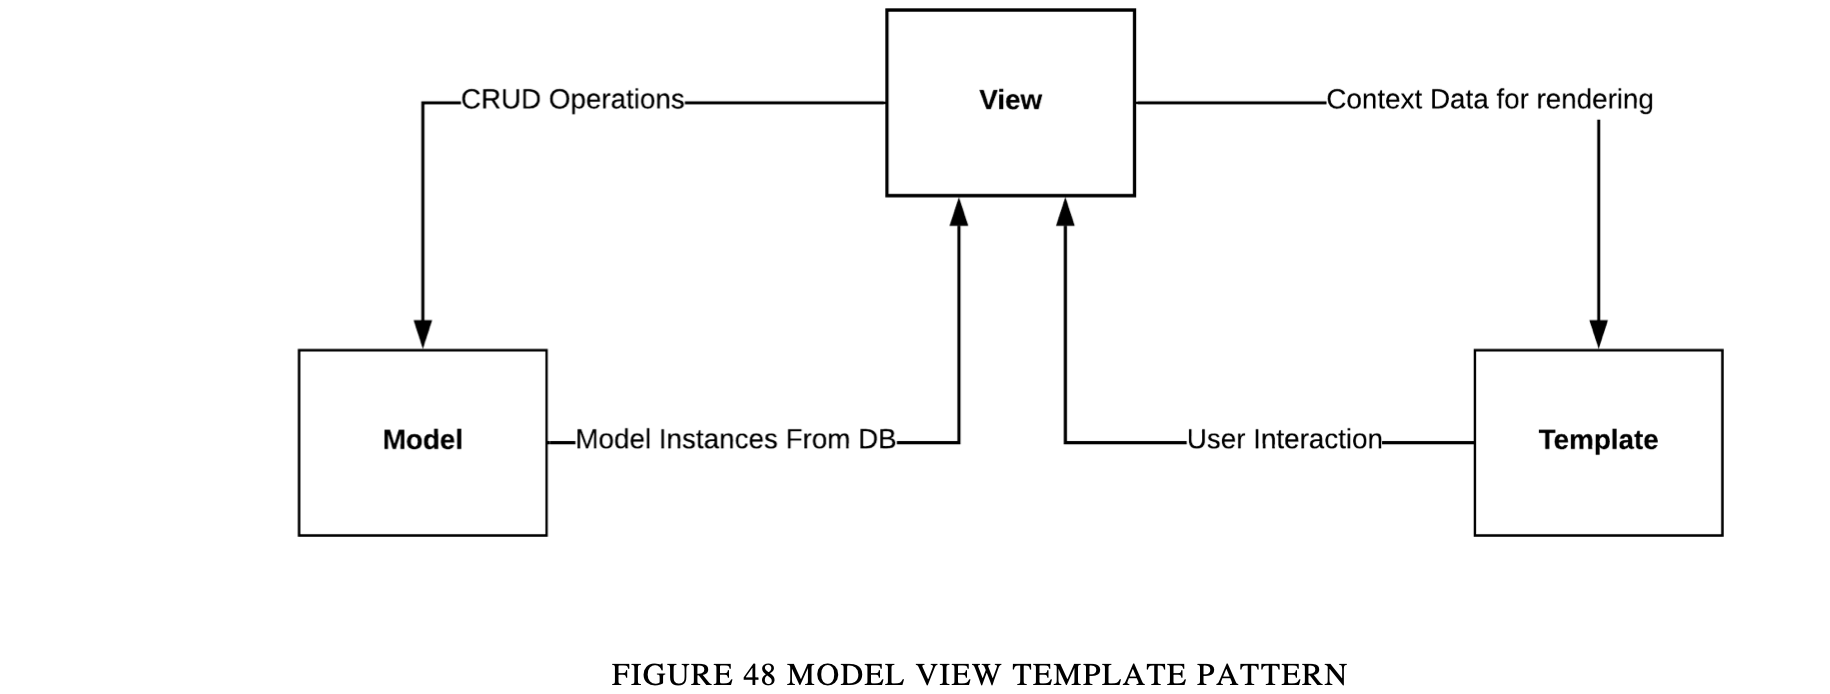 CRUD Operations
View
Context Data for rendering
Model
Model Instances From DB
User Interaction
Template
FIGURE 48 MODEL VIEW TEMPLATE PATTERN